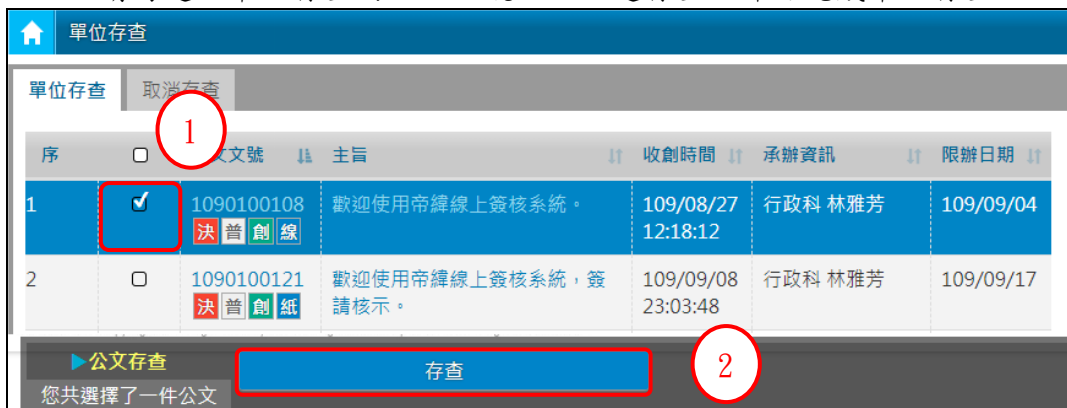 單位存查
單位存查 取消存查
序 文文號 主旨 收創時間 承辦資訊 限辦日期
1 1090100108 歡迎使用帝緯線上簽核系統。 109/08/27 行政科 林雅芳 109/09/04
決 普 創 線 12:18:12
2 1090100121 歡迎使用帝緯線上簽核系統,簽 109/09/08 行政科 林雅芳 109/09/17
決 普 創 紙 請核示。 23:03:48
1
▶公文存查
存查
2
您共選擇了一件公文